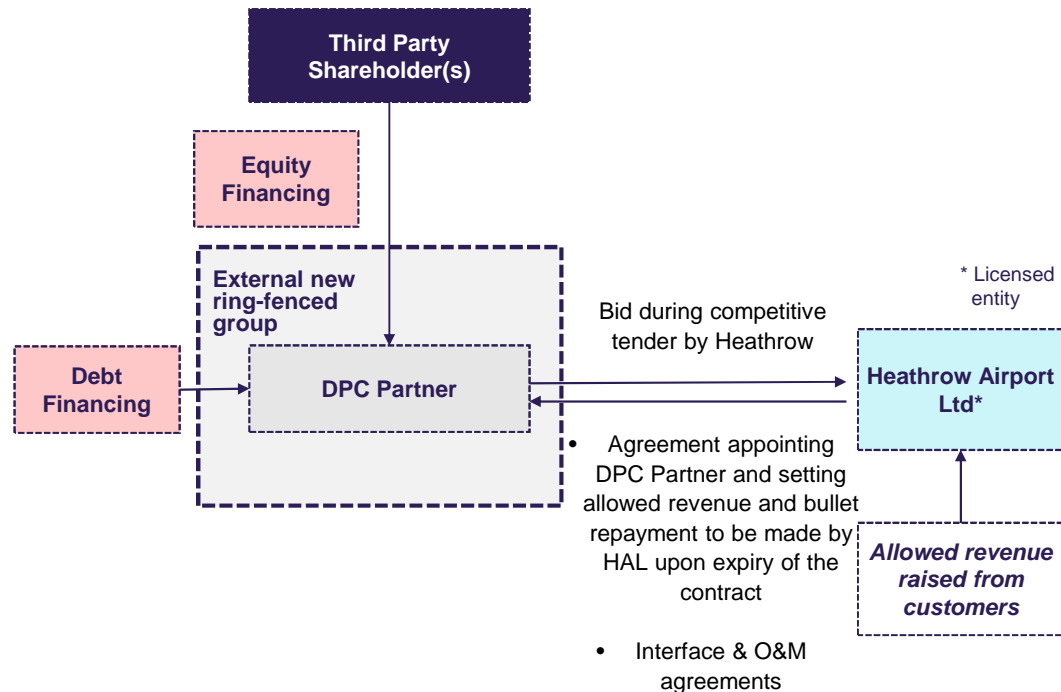 Third Party
Shareholder(s)
Equity
Financing
External new
ring-fenced
group
* Licensed
entity
Bid during competitive
tender by Heathrow
Debt
Financing
DPC Partner
Heathrow Airport
Ltd*
• Agreement appointing
DPC Partner and setting
allowed revenue and bullet
repayment to be made by
HAL upon expiry of the
contract
Allowed revenue
raised from
customers
• Interface & O&M
agreements